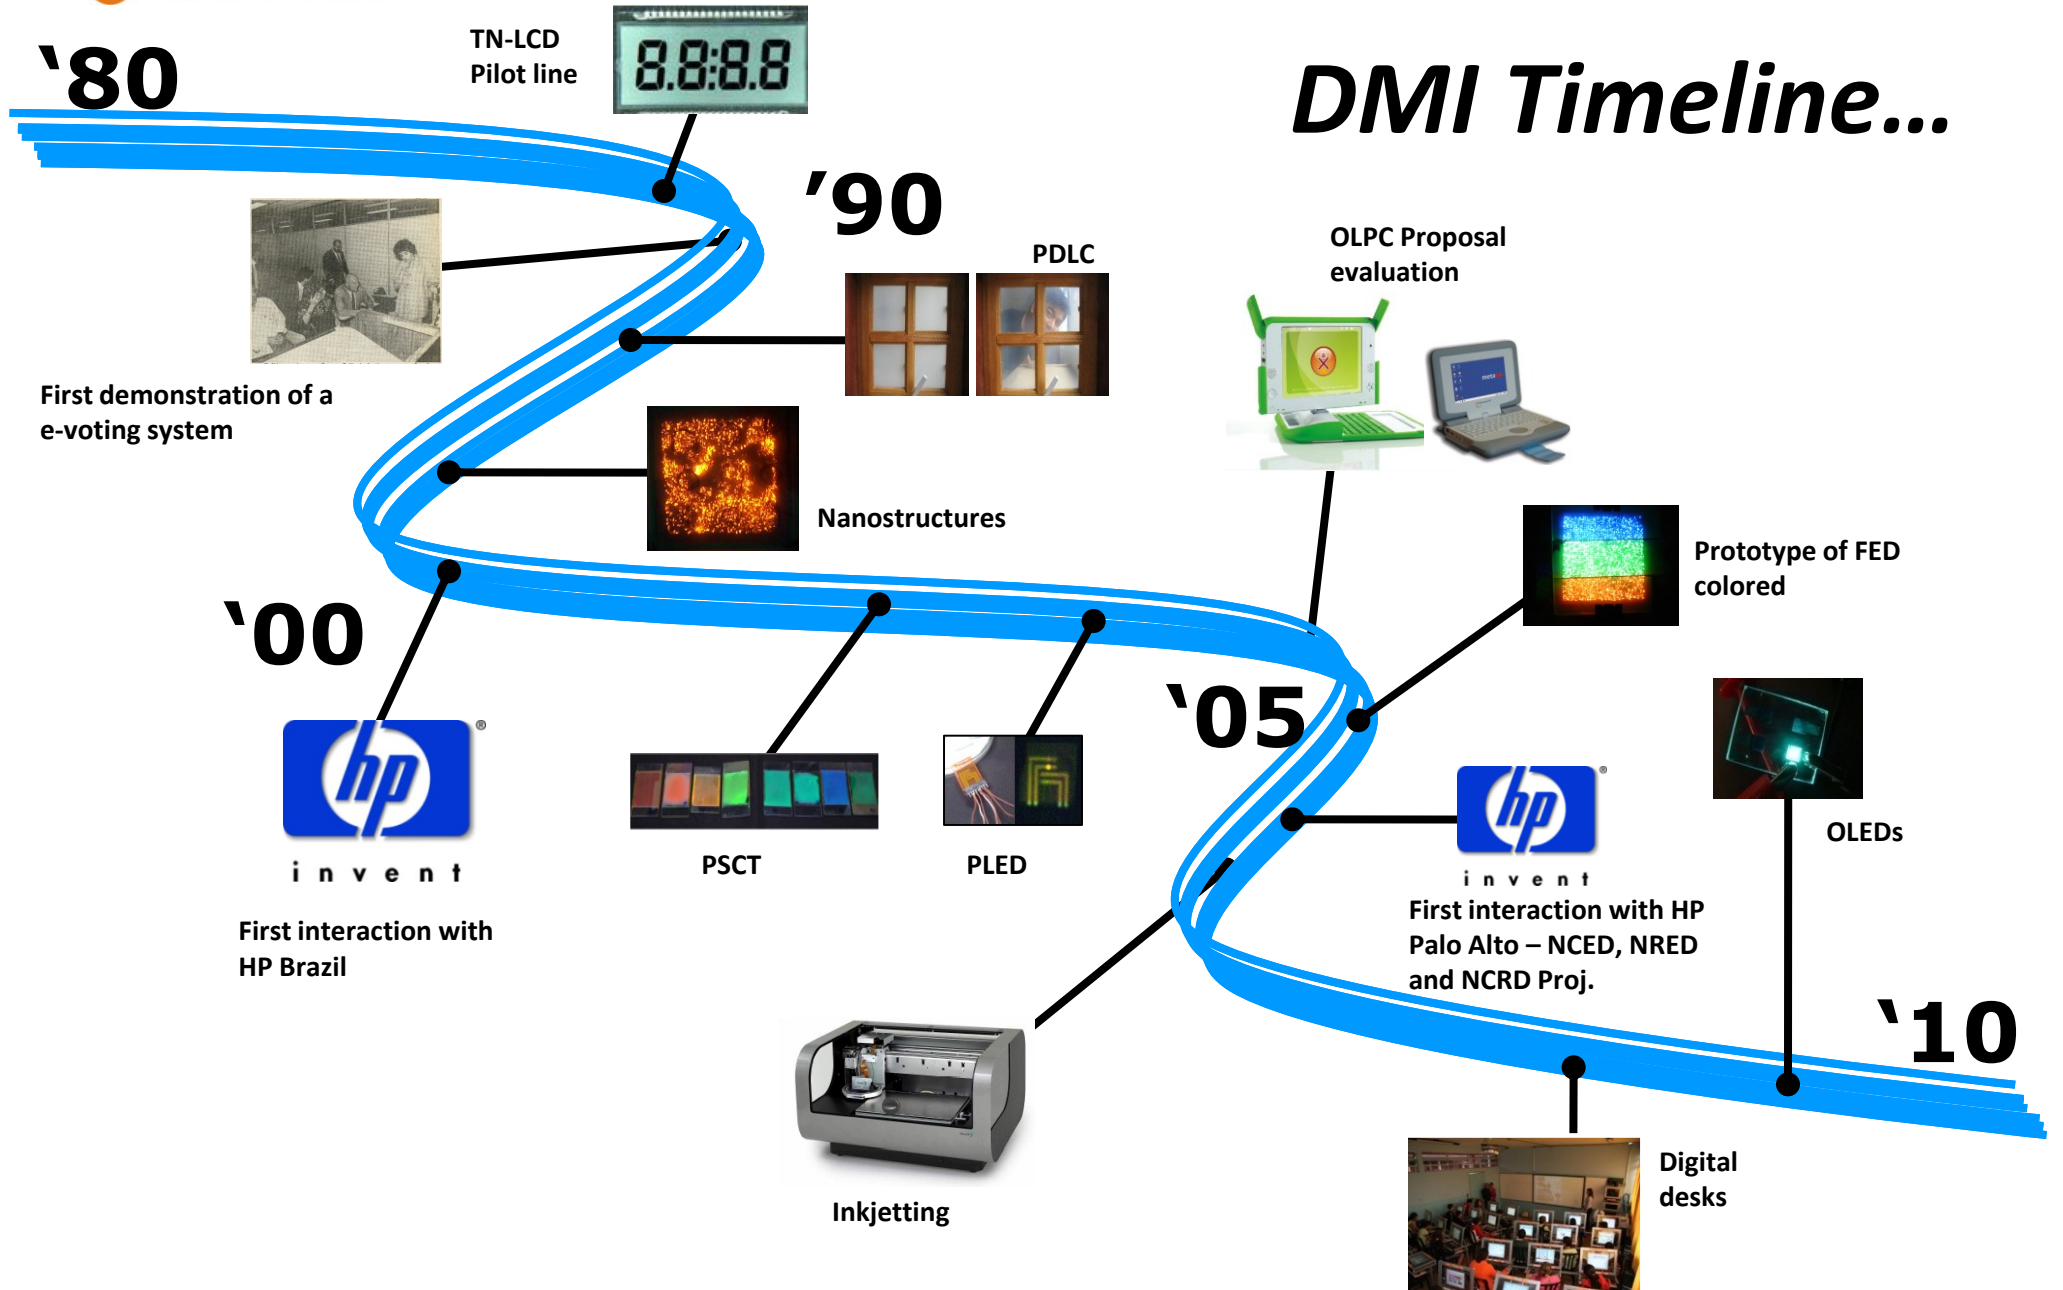 ‘80
TN-LCD
Pilot line
8.8:8.8
DMI Timeline...
’90
PDLC
OLPC Proposal
evaluation
First demonstration of a
e-voting system
Nanostructures
Prototype of FED
colored
‘00
‘05
hp
®
invent
PSCT
PLED
hp
®
invent
OLEDs
First interaction with
HP Brazil
First interaction with HP
Palo Alto – NCED, NRED
and NCRD Proj.
‘10
Inkjetting
Digital
desks